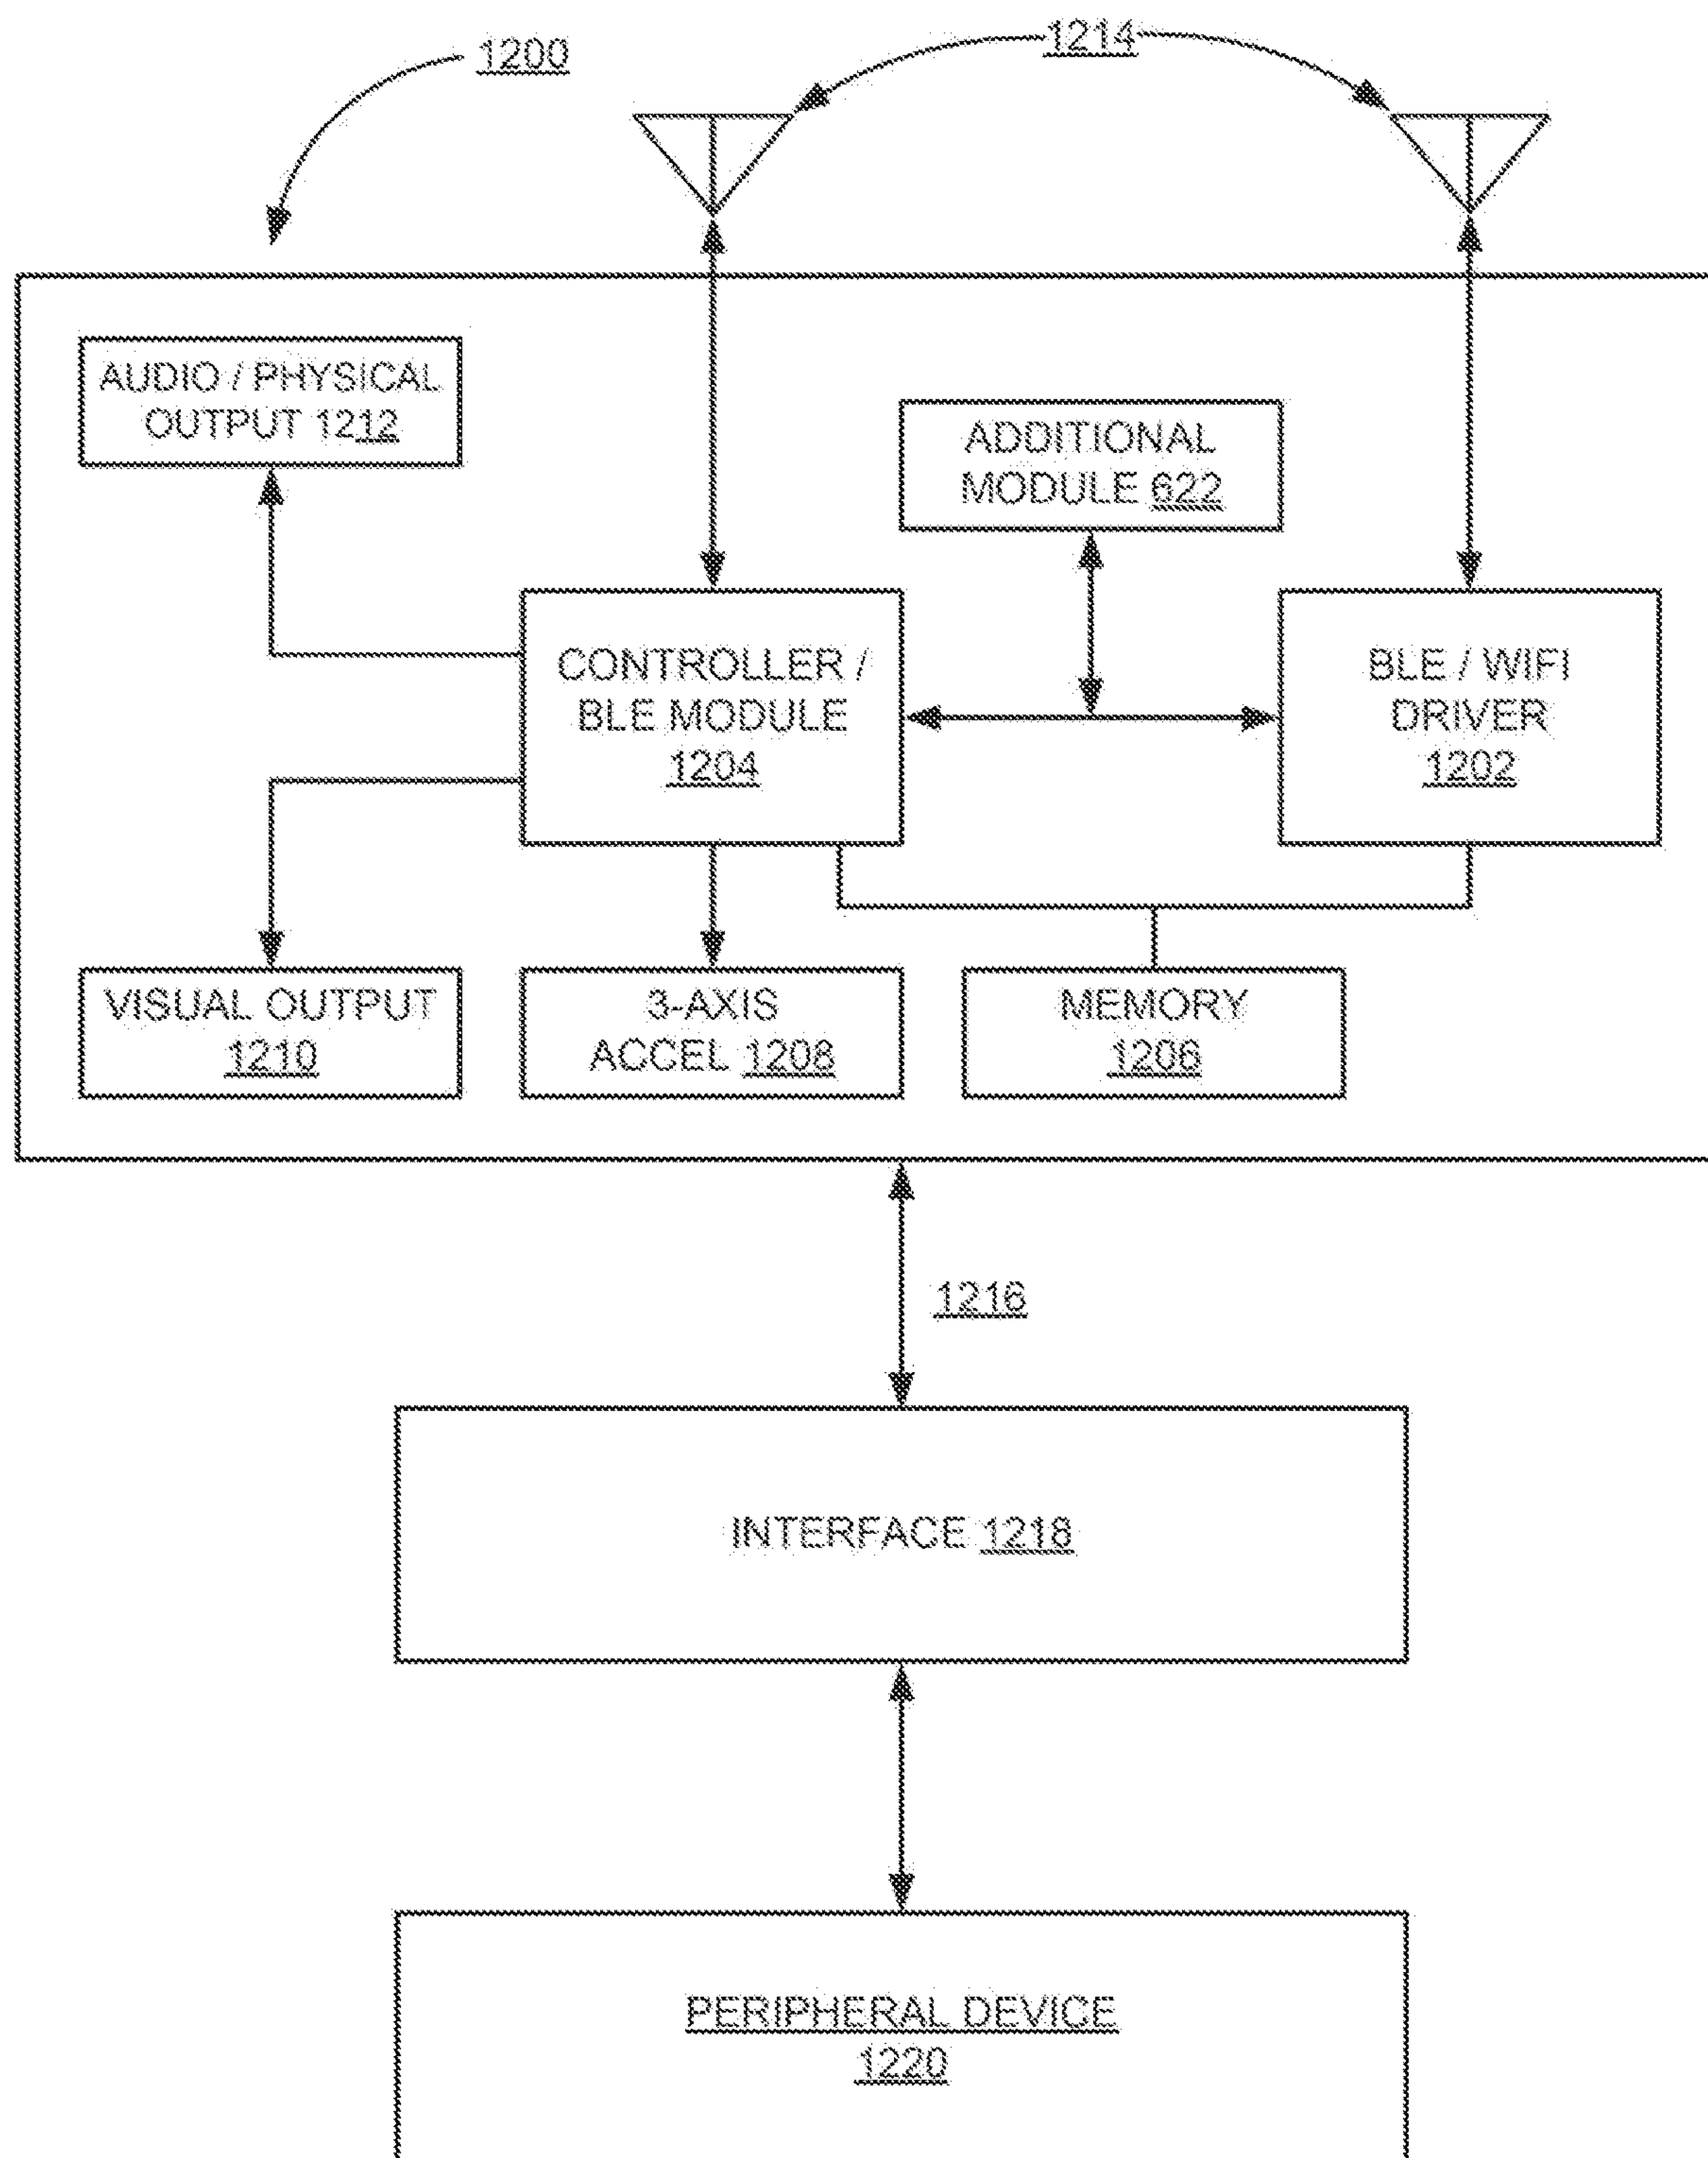 1200
1214
AUDIO / PHYSICAL
OUTPUT 1212
ADDITIONAL
MODULE 622
CONTROLLER /
BLE MODULE
1204
BLE / WIFI
DRIVER
1202
VISUAL OUTPUT
1210
3-AXIS
ACCEL 1208
MEMORY
1206
1216
INTERFACE 1218
PERIPHERAL DEVICE
1220